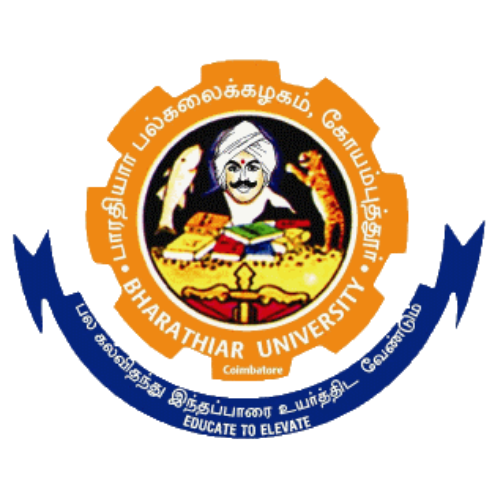 பாரதியார் பல்கலைக்கழகம், கோயம்புத்தூர்
• BHARATHIAR UNIVERSITY •
Coimbatore
பல கல்விதந்து இந்தப்பாரை உயர்த்திட வேண்டும்
EDUCATE TO ELEVATE